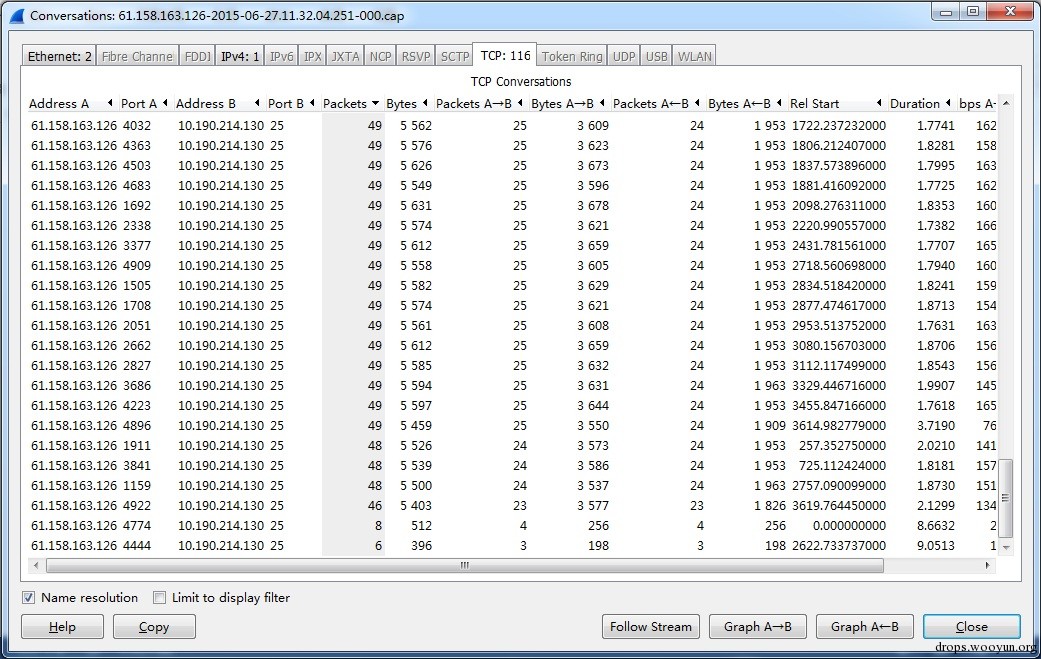 Conversations: 61.158.163.126-2015-06-27.11.32.04.251-000.cap
Ethernet: 2 Fibre Channel FDDI IPv4: 1 IPv6 IPX JXTA NCP RSVP SCTP TCP: 116 Token Ring UDP USB WLAN
TCP Conversations
Address A Port A Address B Port B Packets Bytes Packets A→B Bytes A→B Packets A←B Bytes A←B Rel Start Duration bps A-
61.158.163.126 4032 10.190.214.130 25 49 5 562 25 3 609 24 1 953 1722.237232000 1.7741 162
61.158.163.126 4363 10.190.214.130 25 49 5 576 25 3 623 24 1 953 1806.212407000 1.8281 158
61.158.163.126 4503 10.190.214.130 25 49 5 626 25 3 673 24 1 953 1837.573896000 1.7995 163
61.158.163.126 4683 10.190.214.130 25 49 5 549 25 3 596 24 1 953 1881.416092000 1.7725 162
61.158.163.126 1692 10.190.214.130 25 49 5 631 25 3 678 24 1 953 2098.276311000 1.8353 160
61.158.163.126 2338 10.190.214.130 25 49 5 574 25 3 621 24 1 953 2220.990557000 1.7382 166
61.158.163.126 3377 10.190.214.130 25 49 5 612 25 3 659 24 1 953 2431.781561000 1.7707 165
61.158.163.126 4909 10.190.214.130 25 49 5 558 25 3 605 24 1 953 2718.560698000 1.7940 160
61.158.163.126 1505 10.190.214.130 25 49 5 582 25 3 629 24 1 953 2834.518420000 1.8241 159
61.158.163.126 1708 10.190.214.130 25 49 5 574 25 3 621 24 1 953 2877.474617000 1.8713 154
61.158.163.126 2051 10.190.214.130 25 49 5 561 25 3 608 24 1 953 2953.513752000 1.7631 163
61.158.163.126 2662 10.190.214.130 25 49 5 612 25 3 659 24 1 953 3080.156703000 1.8706 156
61.158.163.126 2827 10.190.214.130 25 49 5 585 25 3 632 24 1 953 3112.117499000 1.8543 156
61.158.163.126 3686 10.190.214.130 25 49 5 594 25 3 631 24 1 963 3329.446716000 1.9907 145
61.158.163.126 4223 10.190.214.130 25 49 5 597 25 3 644 24 1 953 3455.847166000 1.7618 165
61.158.163.126 4896 10.190.214.130 25 49 5 459 25 3 550 24 1 909 3614.982779000 3.7190 76
61.158.163.126 1911 10.190.214.130 25 48 5 526 24 3 573 24 1 953 257.352750000 2.0210 141
61.158.163.126 3841 10.190.214.130 25 48 5 539 24 3 586 24 1 953 725.112424000 1.8181 157
61.158.163.126 1159 10.190.214.130 25 48 5 500 24 3 537 24 1 963 2757.090099000 1.8730 151
61.158.163.126 4922 10.190.214.130 25 46 5 403 23 3 577 23 1 826 3619.764450000 2.1299 134
61.158.163.126 4774 10.190.214.130 25 8 512 4 256 4 256 0.000000000 8.6632 2
61.158.163.126 4444 10.190.214.130 25 6 396 3 198 3 198 2622.733737000 9.0513 1
Name resolution Limit to display filter
Help Copy Follow Stream Graph A→B Graph A←B Close
drops.wooyun.org